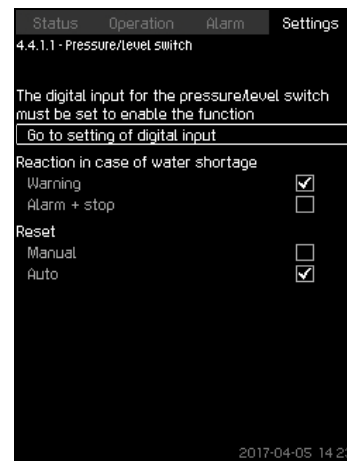 Status Operation Alarm Settings
4.4.1.1 - Pressure/level switch
The digital input for the pressure/level switch
must be set to enable the function
Go to setting of digital input
Reaction in case of water shortage
Warning
Alarm + stop
Reset
Manual
Auto
2017-04-05 14:2